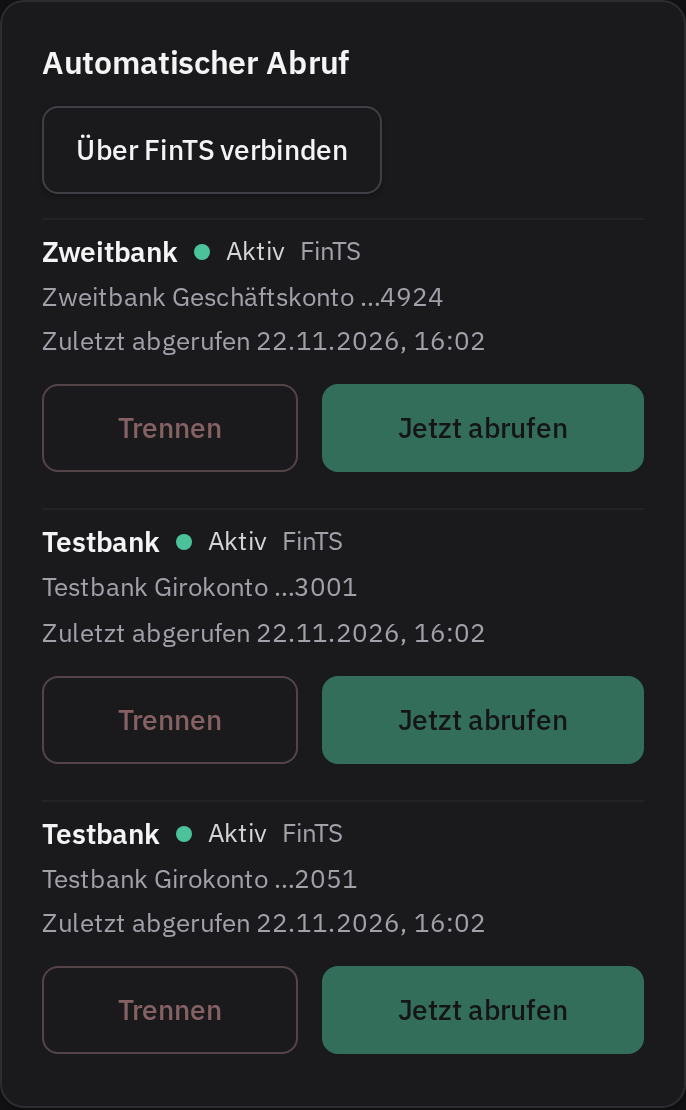 Automatischer Abruf
Über FinTS verbinden
Zweitbank Aktiv FinTS
Zweitbank Geschäftskonto …4924
Zuletzt abgerufen 22.11.2026, 16:02
Trennen Jetzt abrufen
Testbank Aktiv FinTS
Testbank Girokonto …3001
Zuletzt abgerufen 22.11.2026, 16:02
Trennen Jetzt abrufen
Testbank Aktiv FinTS
Testbank Girokonto …2051
Zuletzt abgerufen 22.11.2026, 16:02
Trennen Jetzt abrufen